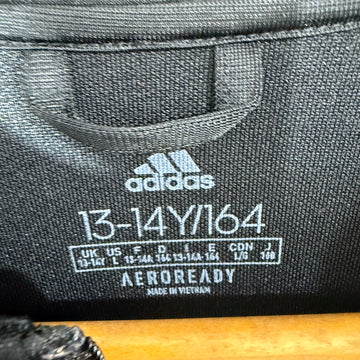 adidas
13-14Y/164
UK US F D I E CDN J
13-14Y L 13-14A 164 13-14A 164 L/G 160
AEROREADY
MADE IN VIETNAM